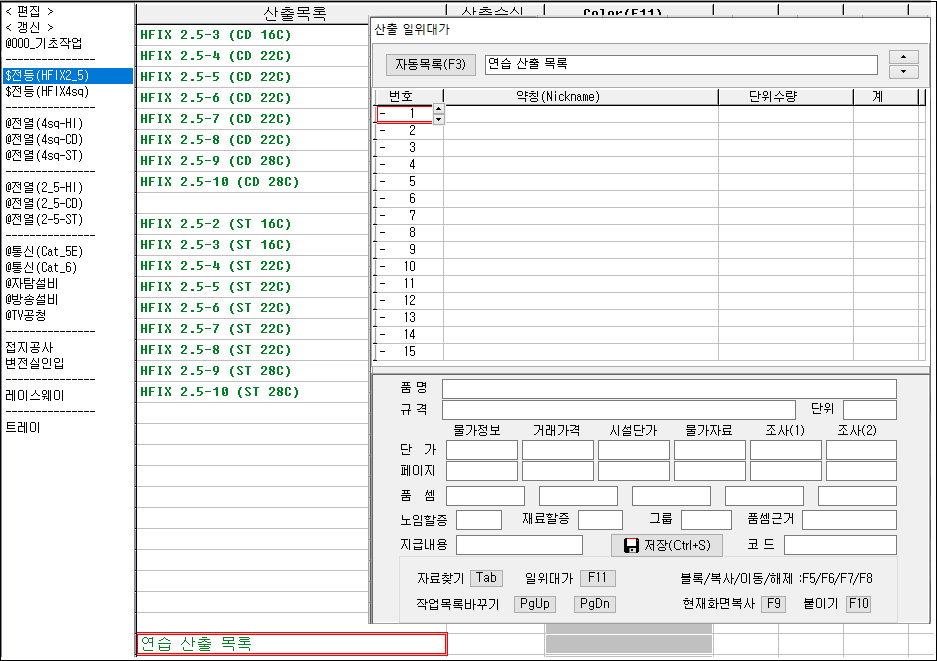 < 편집 >
< 갱신 >
@000_기초작업
---------------
$전등(HFIX2_5)
$전등(HFIX4sq)
---------------
@전열(4sq-HI)
@전열(4sq-CD)
@전열(4sq-ST)
---------------
@전열(2_5-HI)
@전열(2_5-CD)
@전열(2-5-ST)
---------------
@통신(Cat_5E)
@통신(Cat_6)
@자탐설비
@방송설비
@TV공청
---------------
접지공사
변전실인입
---------------
레이스웨이
---------------
트레이
산출목록
산출수식
Color(F11)
HFIX 2.5-3 (CD 16C)
HFIX 2.5-4 (CD 22C)
HFIX 2.5-5 (CD 22C)
HFIX 2.5-6 (CD 22C)
HFIX 2.5-7 (CD 22C)
HFIX 2.5-8 (CD 22C)
HFIX 2.5-9 (CD 28C)
HFIX 2.5-10 (CD 28C)
HFIX 2.5-2 (ST 16C)
HFIX 2.5-3 (ST 16C)
HFIX 2.5-4 (ST 22C)
HFIX 2.5-5 (ST 22C)
HFIX 2.5-6 (ST 22C)
HFIX 2.5-7 (ST 22C)
HFIX 2.5-8 (ST 22C)
HFIX 2.5-9 (ST 28C)
HFIX 2.5-10 (ST 28C)
연습 산출 목록
산출 일위대가
자동목록(F3) 연습 산출 목록
번호 약칭(Nickname) 단위수량 계
- 1
- 2
- 3
- 4
- 5
- 6
- 7
- 8
- 9
- 10
- 11
- 12
- 13
- 14
- 15
품 명
규 격 단위
물가정보 거래가격 시설단가 물가자료 조사(1) 조사(2)
단 가
페이지
품 셈
노임할증 재료할증 그룹 품셈근거
지급내용 저장(Ctrl+S) 코 드
자료찾기 Tab 일위대가 F11 블록/복사/이동/해제 :F5/F6/F7/F8
작업목록바꾸기 PgUp PgDn 현재화면복사 F9 붙이기 F10